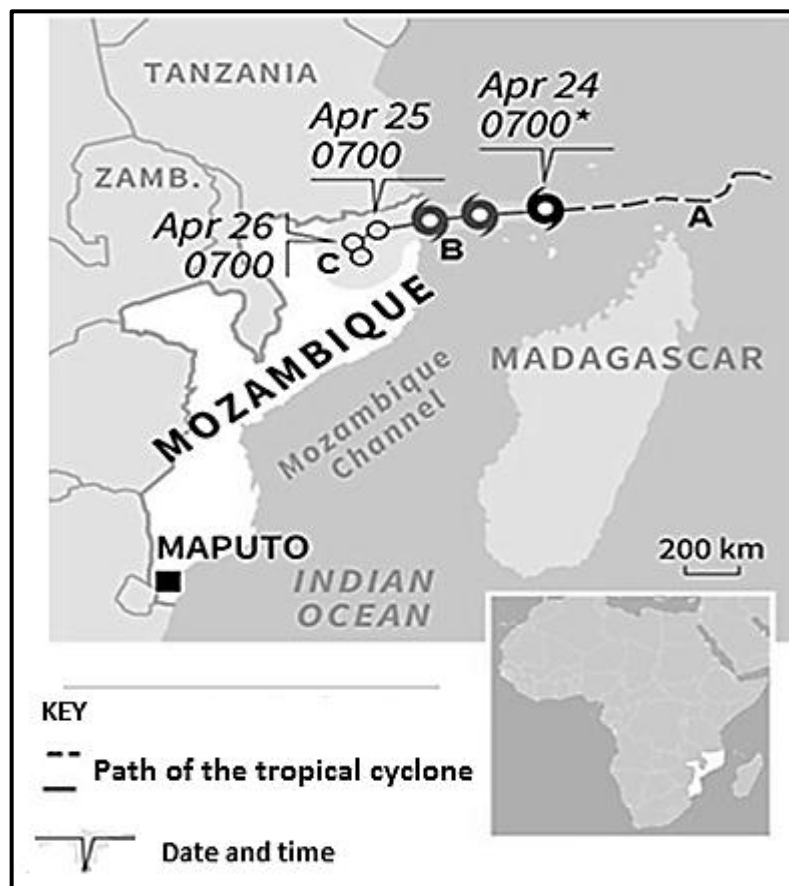 TANZANIA
Apr 24
0700*
Apr 25
0700
ZAMB.
A
Apr 26
0700
B
C
MOZAMBIQUE
MADAGASCAR
Mozambique
Channel
MAPUTO
200 km
INDIAN
OCEAN
KEY
Path of the tropical cyclone
Date and time